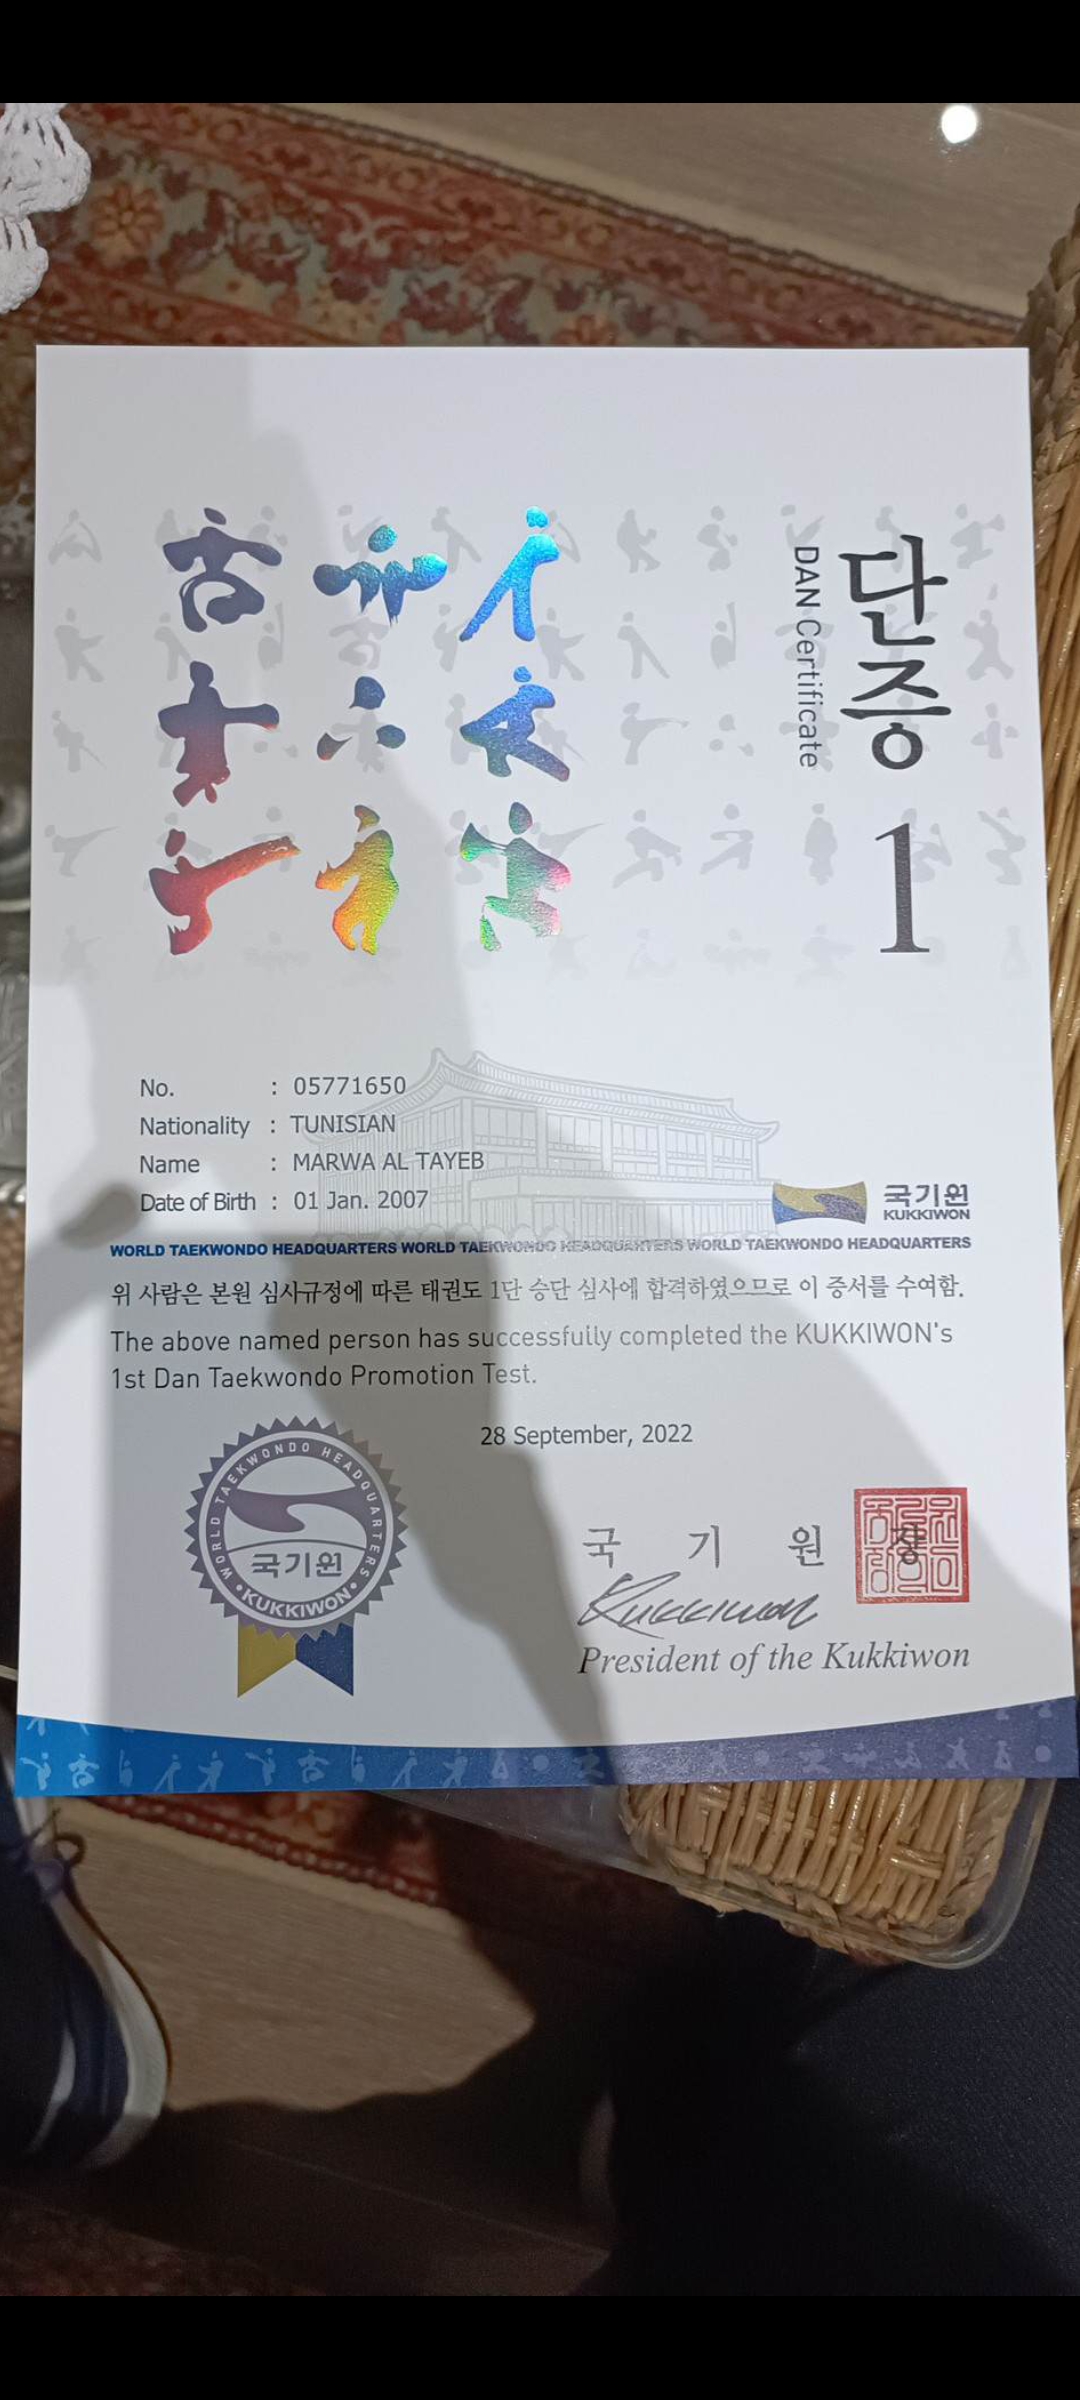 단증 1
DAN Certificate
No. : 05771650
Nationality : TUNISIAN
Name : MARWA AL TAYEB
Date of Birth : 01 Jan. 2007
국기원
KUKKIWON
WORLD TAEKWONDO HEADQUARTERS WORLD TAEKWONDO HEADQUARTERS WORLD TAEKWONDO HEADQUARTERS
위 사람은 본원 심사규정에 따른 태권도 1단 승단 심사에 합격하였으므로 이 증서를 수여함.
The above named person has successfully completed the KUKKIWON's
1st Dan Taekwondo Promotion Test.
28 September, 2022
WORLD TAEKWONDO HEADQUARTERS
국기원
•KUKKIWON•
국 기 원 장
Kukkiwon
President of the Kukkiwon